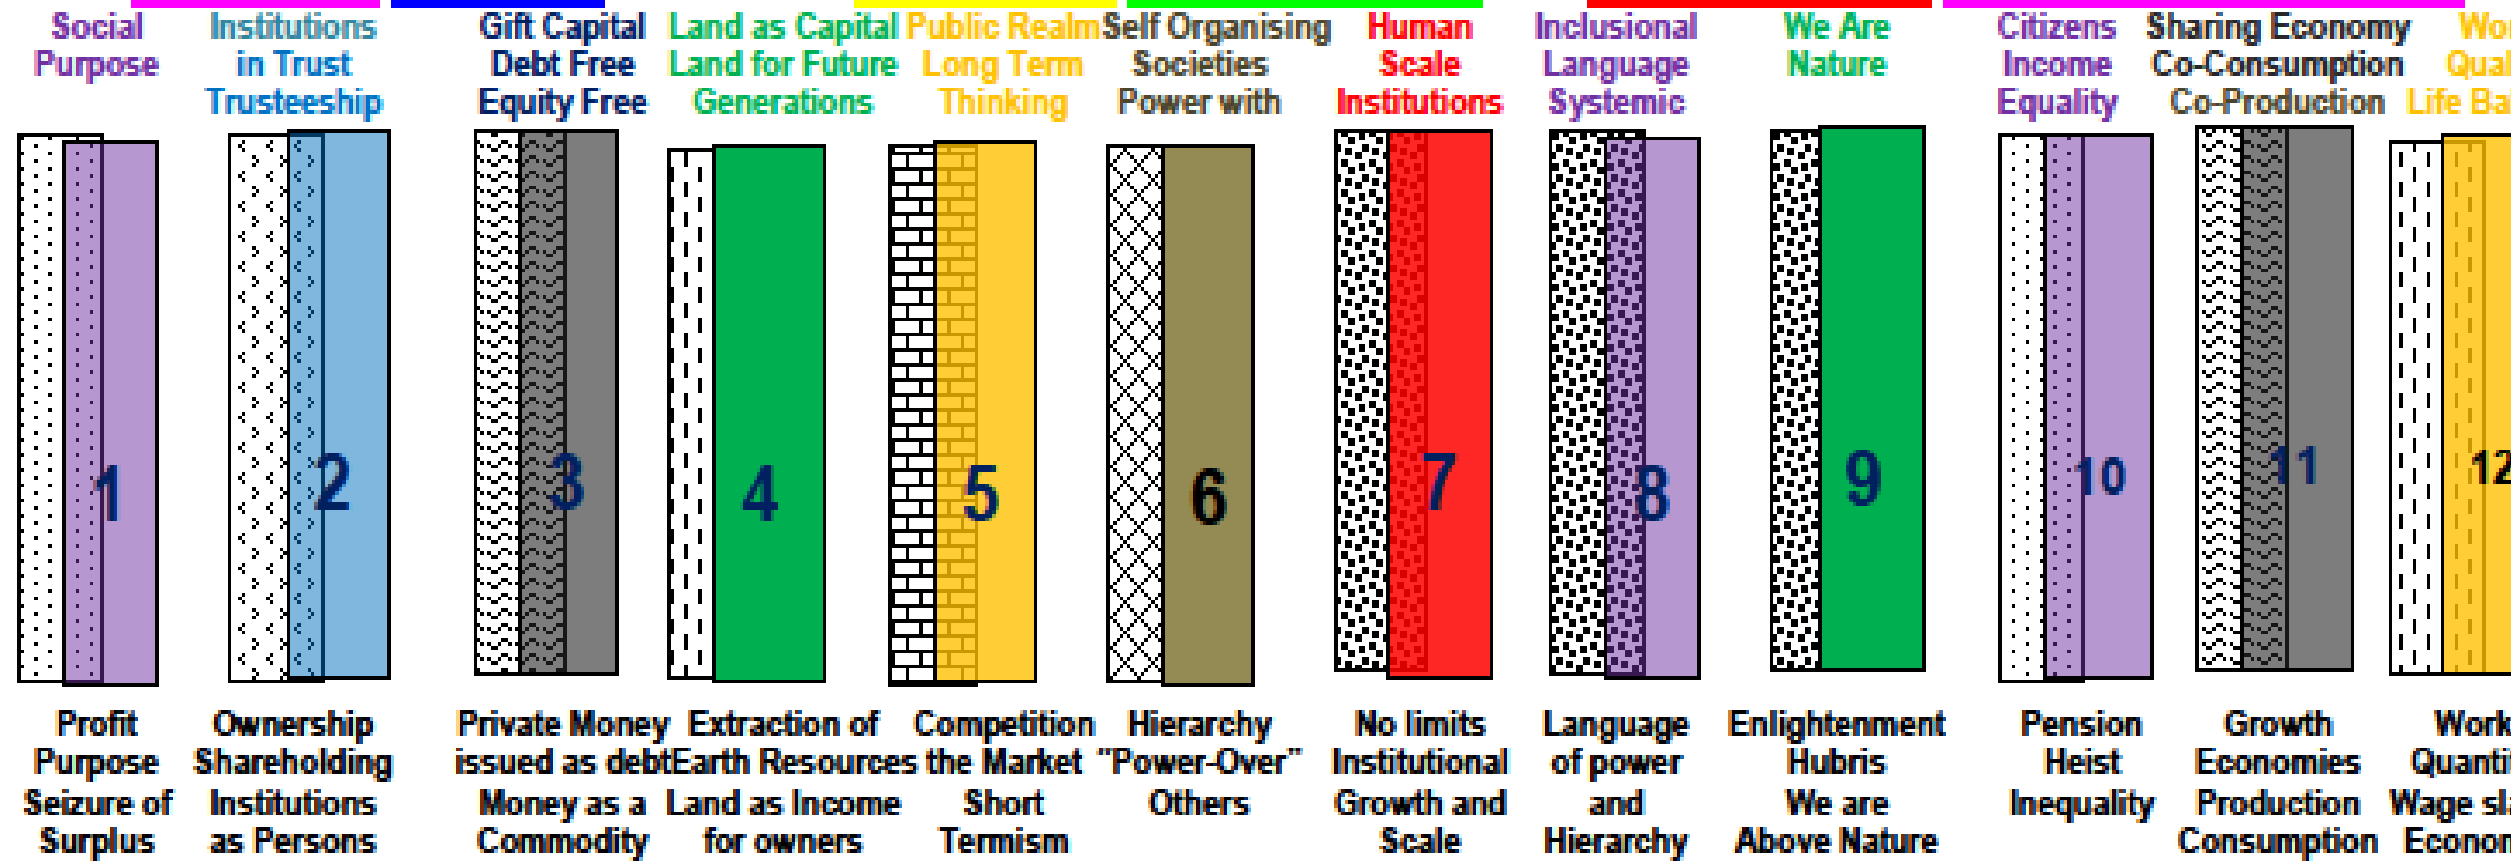 Social
Purpose
Institutions
in Trust
Trusteeship
Gift Capital
Debt Free
Equity Free
Land as Capital
Land for Future
Generations
Public Realm
Long Term
Thinking
Self Organising
Societies
Power with
Human
Scale
Institutions
Inclusional
Language
Systemic
We Are
Nature
Citizens
Income
Equality
Sharing Economy
Co-Consumption
Co-Production
Life
1
2
3
4
5
6
7
8
9
10
11
12
Profit
Purpose
Seizure of
Surplus
Ownership
Shareholding
Institutions
as Persons
Private Money
issued as debt
Money as a
Commodity
Extraction of
Earth Resources
Land as Income
for owners
Competition
the Market
Short
Termism
Hierarchy
"Power-Over"
Others
No limits
Institutional
Growth and
Scale
Language
of power
and
Hierarchy
Enlightenment
Hubris
We are
Above Nature
Pension
Heist
Inequality
Growth
Economies
Production
Consumption
Work
Wage